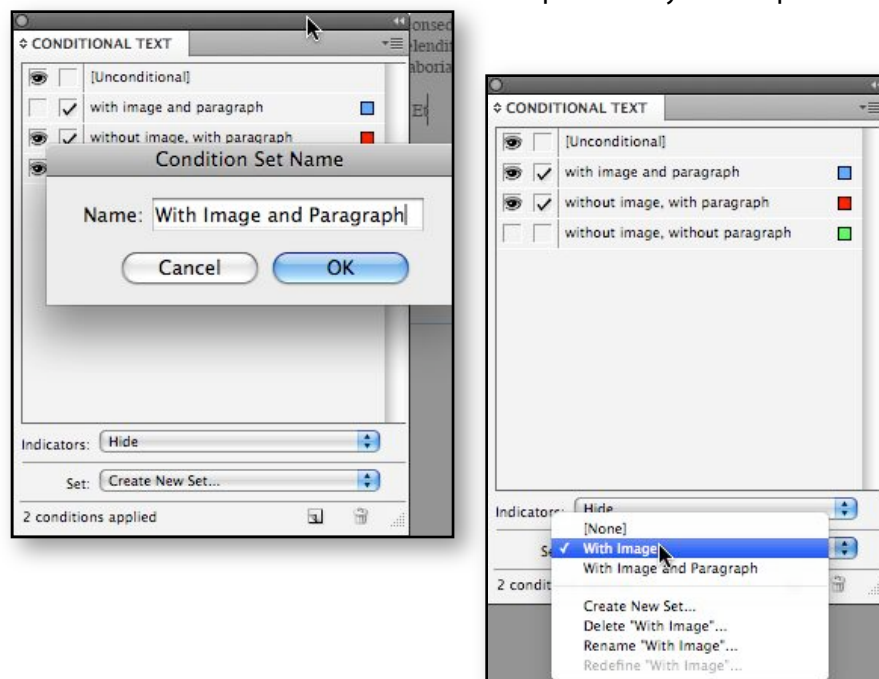 CONDITIONAL TEXT
[Unconditional]
with image and paragraph
without image, with paragraph
Condition Set Name
Name: With Image and Paragraph
Cancel OK
Indicators: Hide
Set: Create New Set...
2 conditions applied
CONDITIONAL TEXT
[Unconditional]
with image and paragraph
without image, with paragraph
without image, without paragraph
Indicators: Hide
[None]
With Image
With Image and Paragraph
2 condit
Create New Set...
Delete "With Image"...
Rename "With Image"...
Redefine "With Image"...